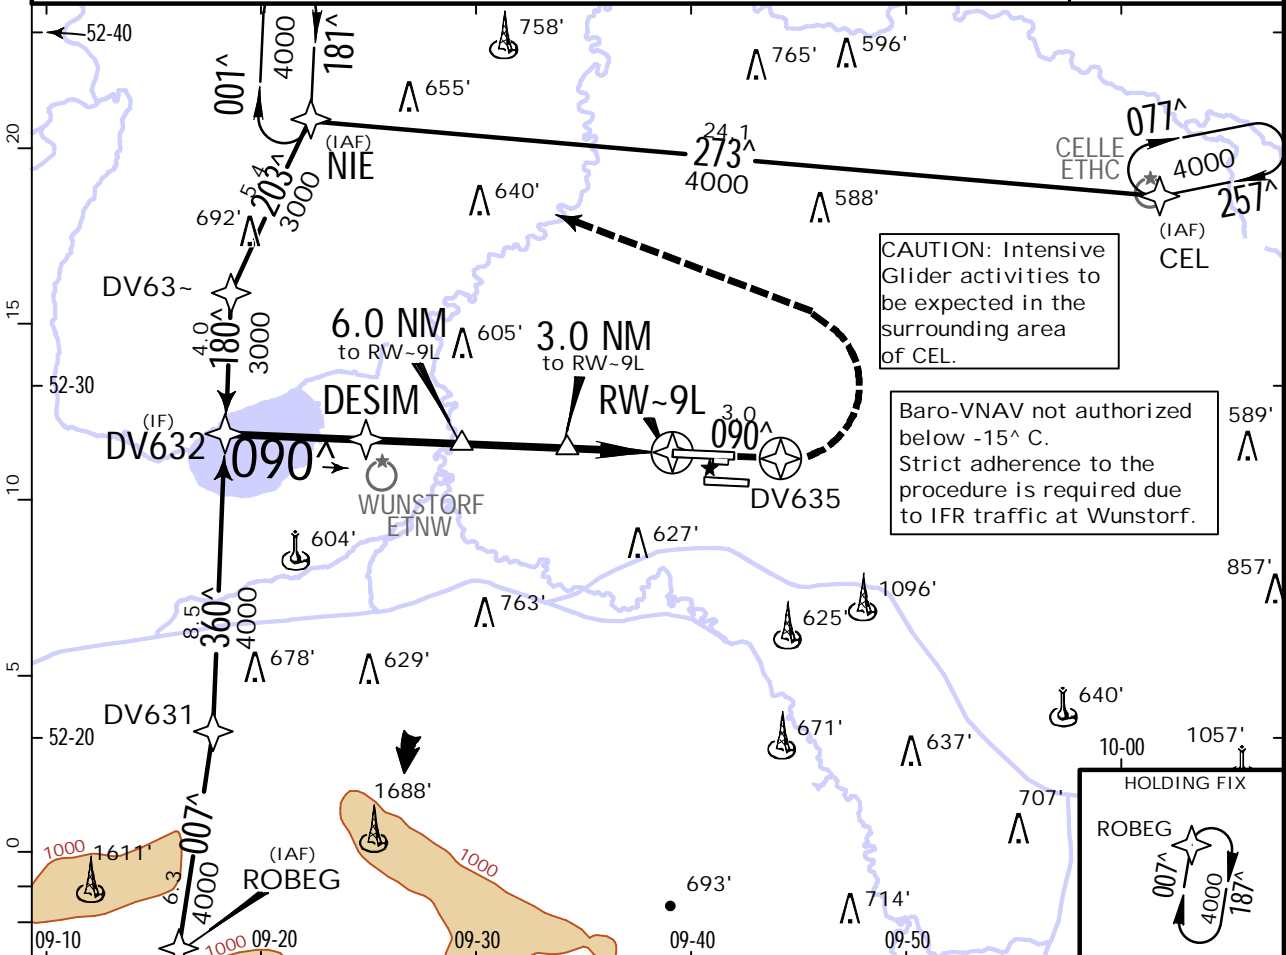 52-40
758'
4000
181^
001^
655'
765'
596'
20
(IAF)
NIE
24.1
273^
4000
CELLE
ETHC
077^
4000
257^
(IAF)
CEL
5.4
203^
3000
692'
640'
588'
CAUTION: Intensive
Glider activities to
be expected in the
surrounding area
of CEL.
DV63~
15
4.0
180^
3000
6.0 NM
to RW~9L
605'
3.0 NM
to RW~9L
52-30
DESIM
RW~9L
3.0
090^
Baro-VNAV not authorized
below -15^ C.
Strict adherence to the
procedure is required due
to IFR traffic at Wunstorf.
589'
(IF)
DV632
090^
10
WUNSTORF
ETNW
DV635
604'
627'
857'
1096'
625'
763'
8.5
360^
4000
678'
629'
5
DV631
640'
52-20
671'
637'
10-00
1057'
1688'
707'
HOLDING FIX
ROBEG
007^
4000
187^
0
1000
1611'
007^
6.3
4000
(IAF)
ROBEG
1000
693'
714'
1000
09-10
09-20
09-30
09-40
09-50